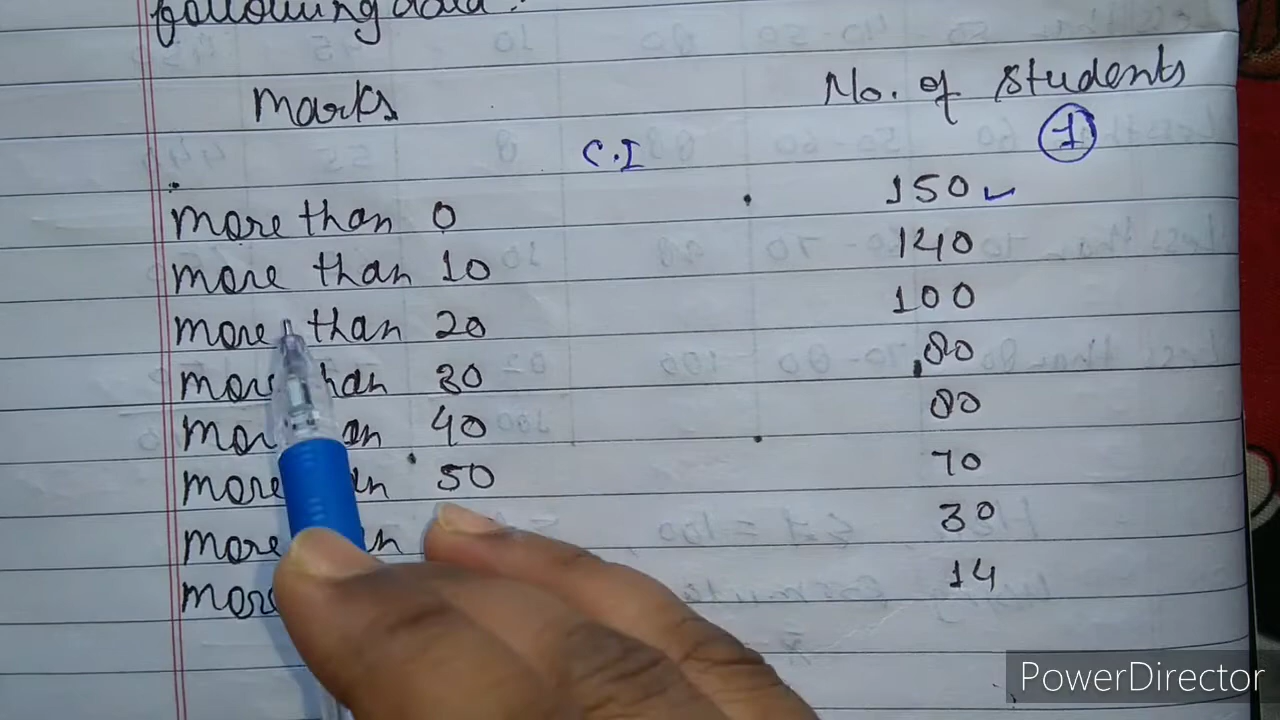 following data.
Marks No. of students
C.I 1
more than 0 150
more than 10 140
more than 20 100
more than 30 80
more than 40 80
more than 50 70
more 30
more 14
PowerDirector